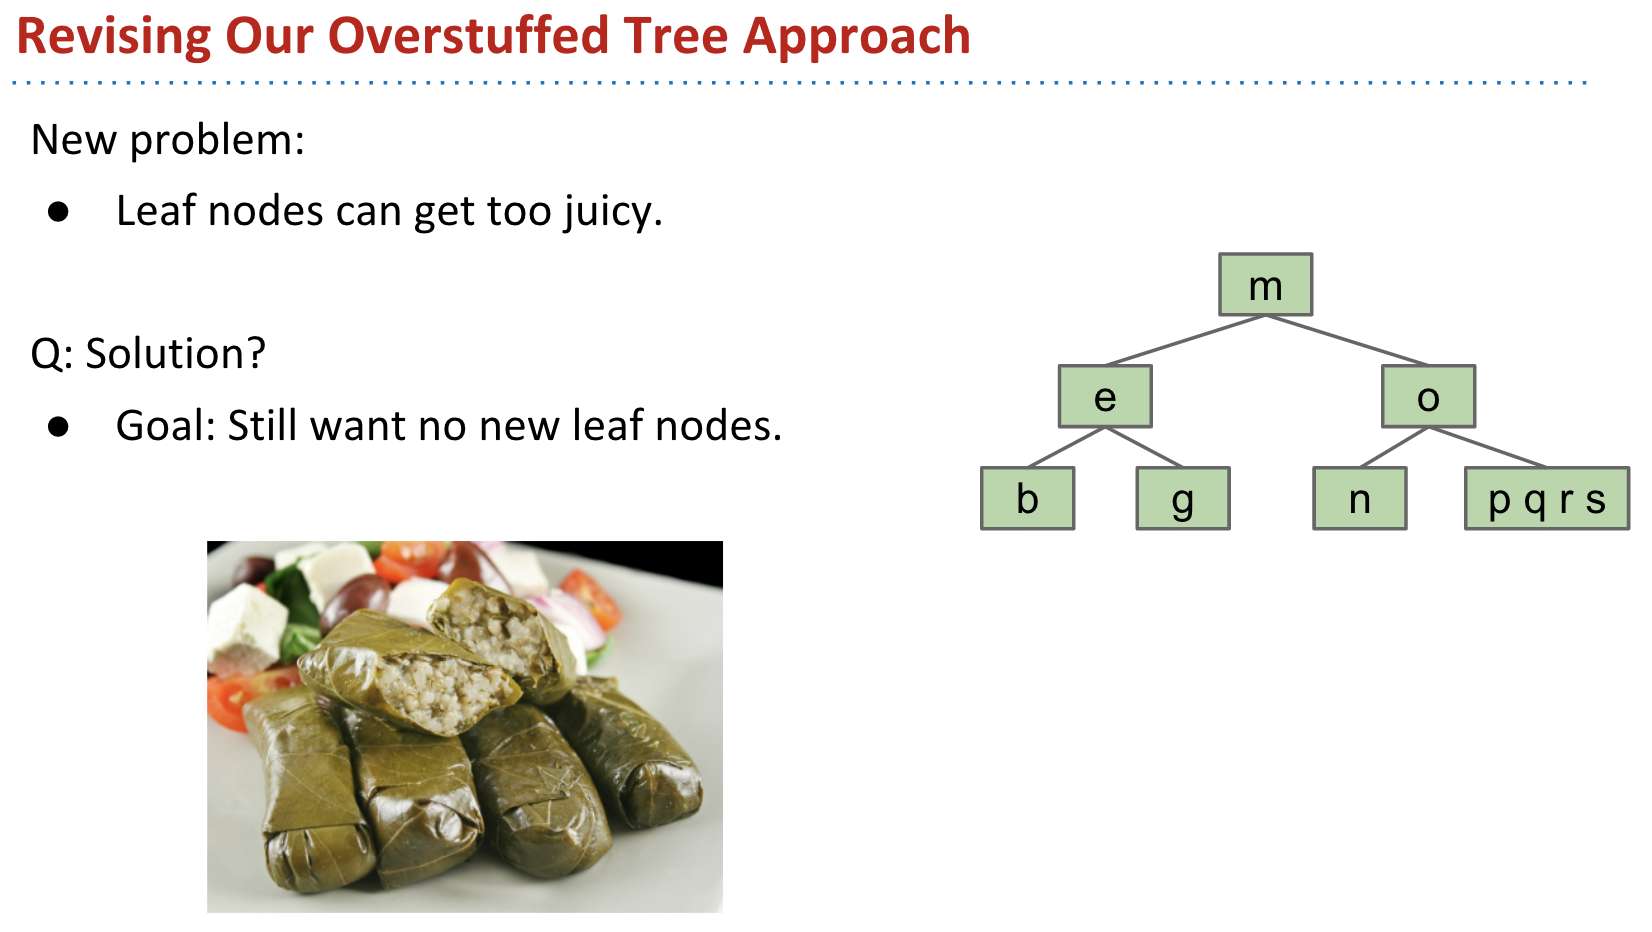 Revising Our Overstuffed Tree Approach
New problem:
● Leaf nodes can get too juicy.
Q: Solution?
● Goal: Still want no new leaf nodes.
m
e o
b g n p q r s